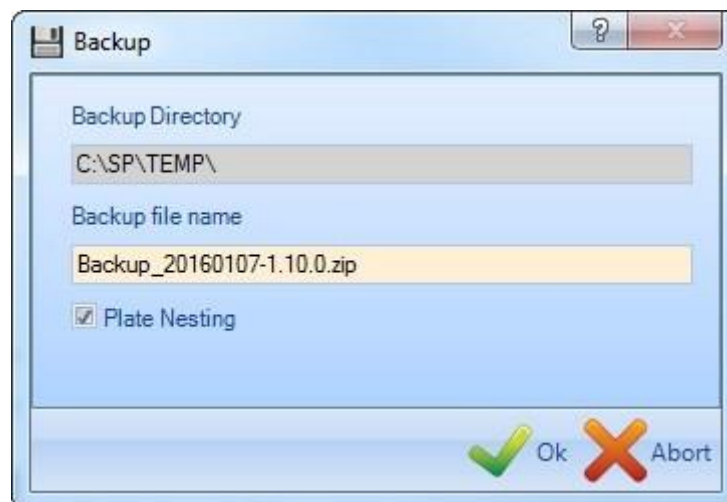 Backup
?
Backup Directory
C:\SP\TEMP\
Backup file name
Backup_20160107-1.10.0.zip
Plate Nesting
Ok Abort